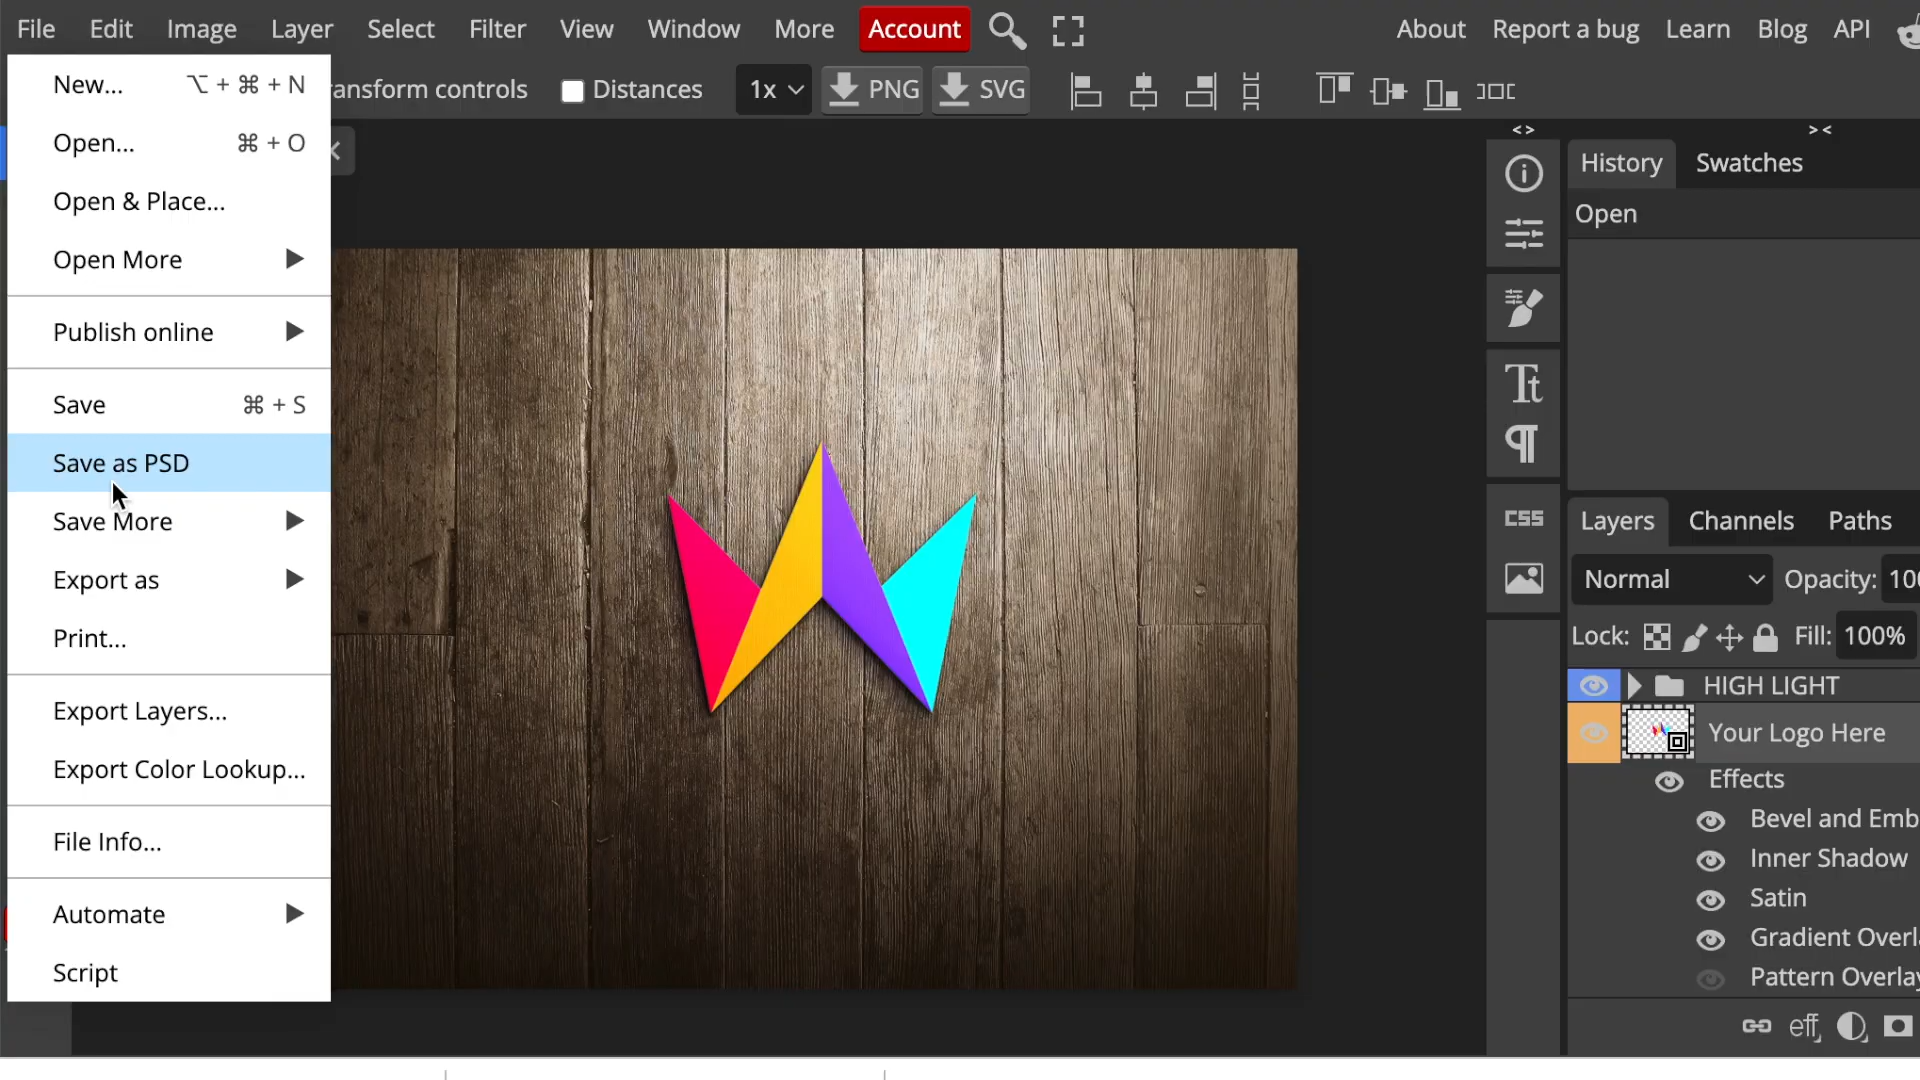 File Edit Image Layer Select Filter View Window More Account About Report a bug Learn Blog API
ansform controls Distances 1x PNG SVG
New... ⌥ + ⌘ + N
Open... ⌘ + O
Open & Place...
Open More
Publish online
Save ⌘ + S
Save as PSD
Save More
Export as
Print...
Export Layers...
Export Color Lookup...
File Info...
Automate
Script
<> ><
History Swatches
Open
Tt
¶
CSS
Layers Channels Paths
Normal Opacity: 100
Lock: Fill: 100%
HIGH LIGHT
Your Logo Here
Effects
Bevel and Emb
Inner Shadow
Satin
Gradient Overla
Pattern Overlay
eff